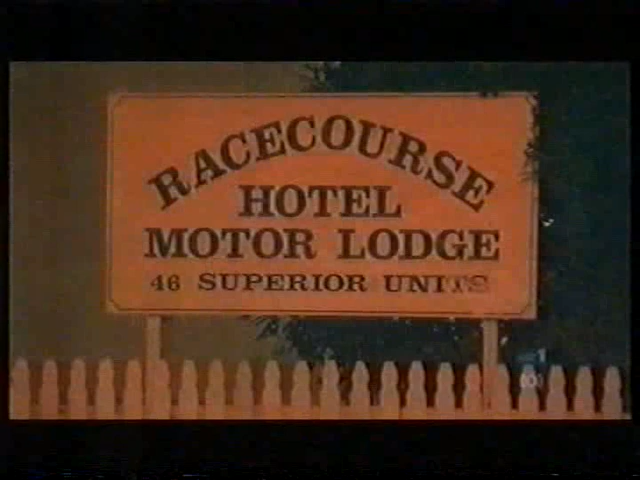 RACECOURSE
HOTEL
MOTOR LODGE
46 SUPERIOR UNITS